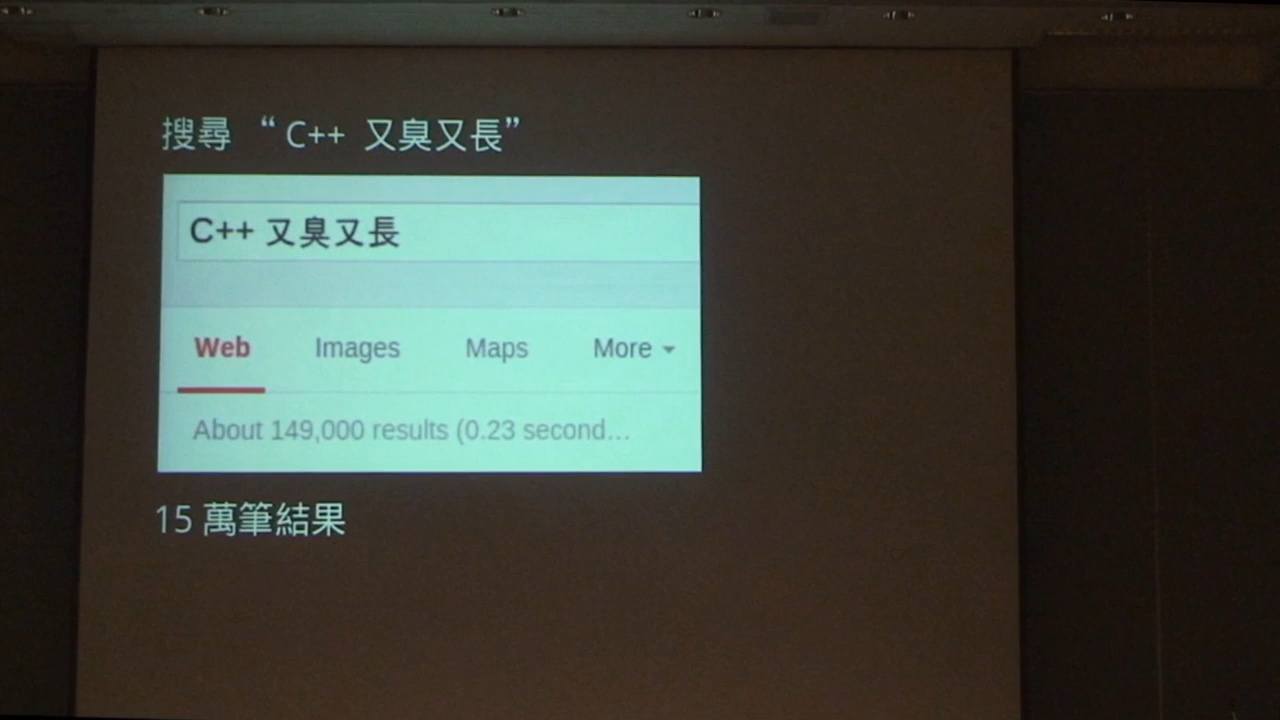 搜尋 “ C++ 又臭又長”
C++ 又臭又長
Web Images Maps More
About 149,000 results (0.23 second…
15 萬筆結果